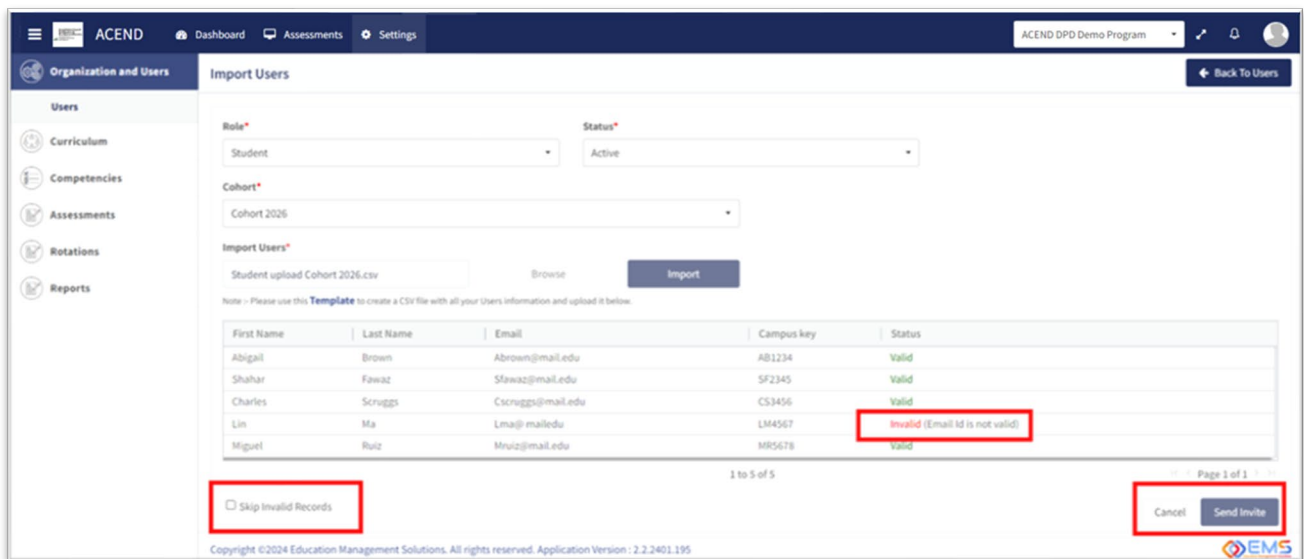 ACEND Dashboard Assessments Settings ACEND DPD Demo Program
Organization and Users
Users
Curriculum
Competencies
Assessments
Rotations
Reports
Import Users Back To Users
Role* Status*
Student Active
Cohort*
Cohort 2026
Import Users*
Student upload Cohort 2026.csv Browse Import
Note :- Please use this Template to create a CSV file with all your Users information and upload it below.
First Name Last Name Email Campus key Status
Abigail Brown Abrown@mail.edu AB1234 Valid
Shahar Fawaz Sfawaz@mail.edu SF2345 Valid
Charles Scruggs Cscruggs@mail.edu CS3456 Valid
Lin Ma Lma@ mailedu LM4567 Invalid (Email Id is not valid)
Miguel Ruiz Mruiz@mail.edu MR5678 Valid
1 to 5 of 5 Page 1 of 1
Skip Invalid Records Cancel Send Invite
Copyright ©2024 Education Management Solutions. All rights reserved. Application Version : 2.2.2401.195 EMS